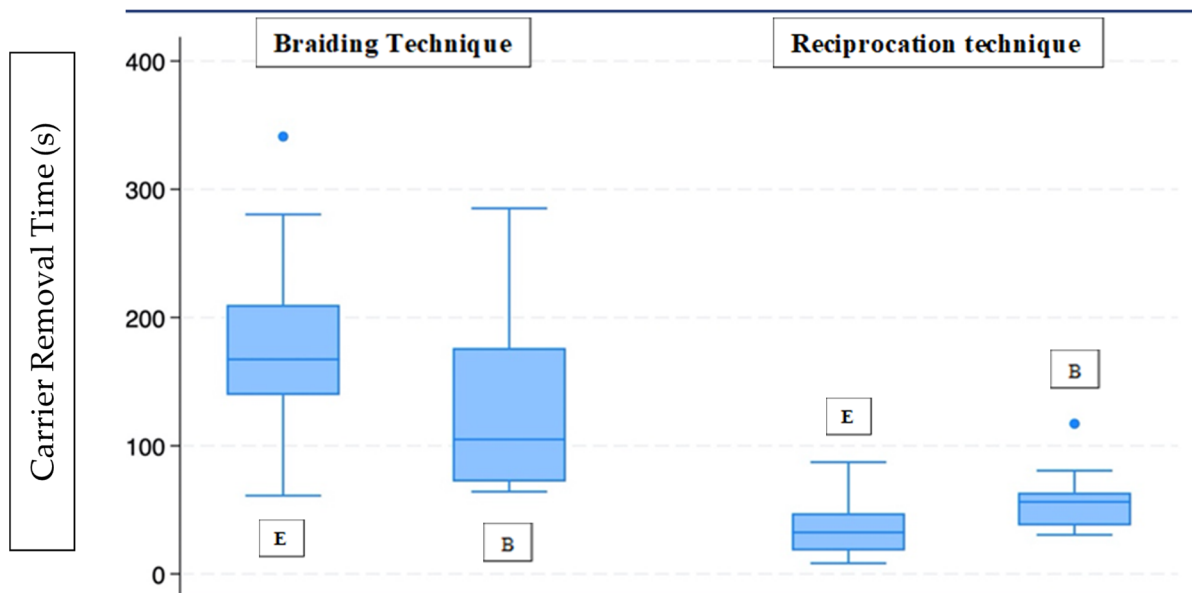 Braiding Technique
Reciprocation technique
Carrier Removal Time (s)
400
300
200
100
0
E
B
E
B